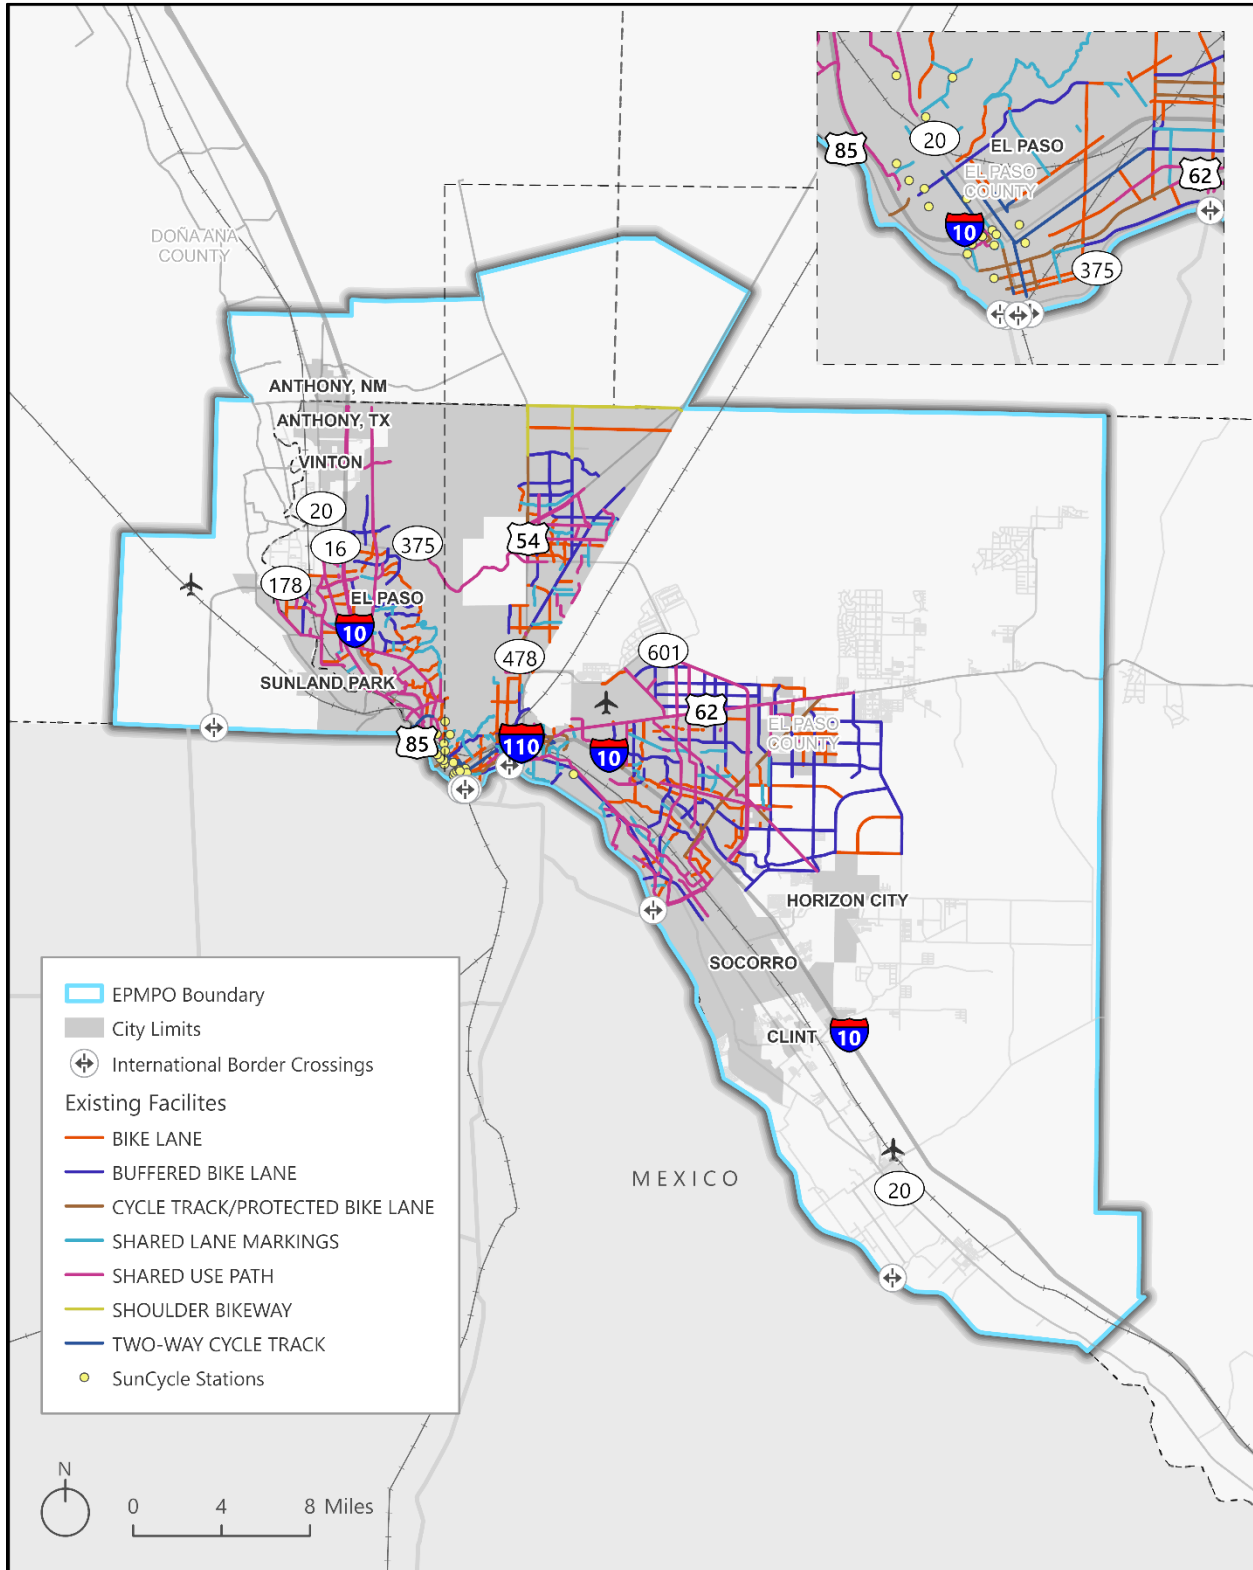 85
20
EL PASO
EL PASO
COUNTY
62
10
375
DOÑA ANA
COUNTY
ANTHONY, NM
ANTHONY, TX
VINTON
20
16
375
54
178
EL PASO
10
478
601
SUNLAND PARK
62
EL PASO
COUNTY
85
110
10
HORIZON CITY
SOCORRO
CLINT
10
MEXICO
20
EPMPO Boundary
City Limits
International Border Crossings
Existing Facilites
BIKE LANE
BUFFERED BIKE LANE
CYCLE TRACK/PROTECTED BIKE LANE
SHARED LANE MARKINGS
SHARED USE PATH
SHOULDER BIKEWAY
TWO-WAY CYCLE TRACK
SunCycle Stations
N
0 4 8 Miles